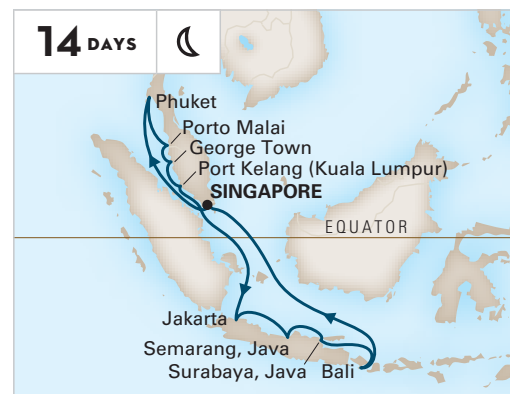 14 DAYS
Phuket
Porto Malai
George Town
Port Kelang (Kuala Lumpur)
SINGAPORE
EQUATOR
Jakarta
Semarang, Java
Surabaya, Java
Bali